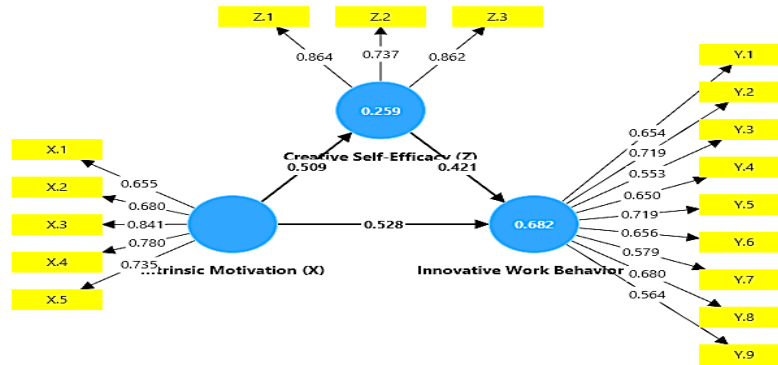 Z.1
Z.2
Z.3
0.864
0.737
0.862
0.259
Creative Self-Efficacy (Z)
0.509
0.421
X.1
X.2
X.3
X.4
X.5
0.655
0.680
0.841
0.780
0.735
Intrinsic Motivation (X)
0.528
0.682
Innovative Work Behavior
0.654
0.719
0.553
0.650
0.719
0.656
0.579
0.680
0.564
Y.1
Y.2
Y.3
Y.4
Y.5
Y.6
Y.7
Y.8
Y.9